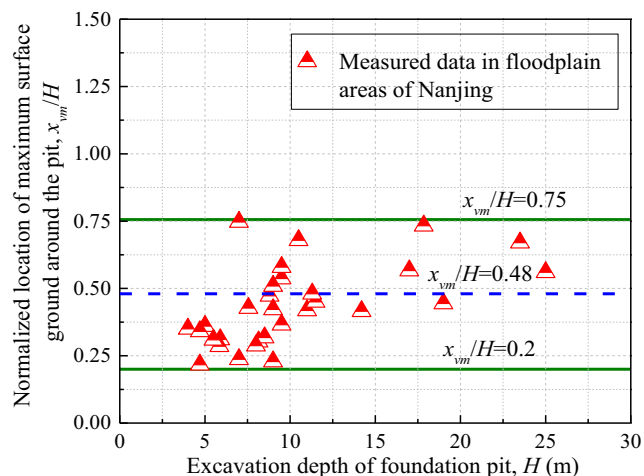 1.50
1.25
1.00
0.75
0.50
0.25
0.00
Normalized location of maximum surface
ground around the pit, x_vm/H
Measured data in floodplain
areas of Nanjing
x_vm/H=0.75
x_vm/H=0.48
x_vm/H=0.2
0 5 10 15 20 25 30
Excavation depth of foundation pit, H (m)